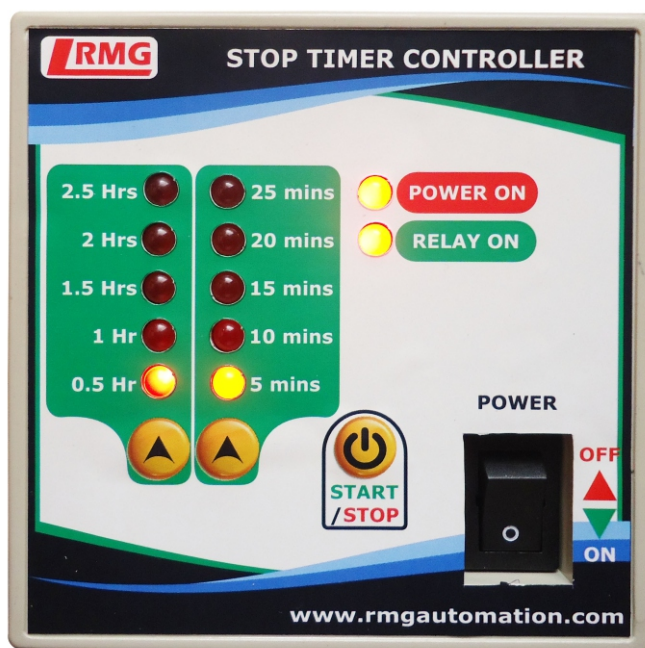 RMG
STOP TIMER CONTROLLER
2.5 Hrs
25 mins
POWER ON
2 Hrs
20 mins
RELAY ON
1.5 Hrs
15 mins
1 Hr
10 mins
0.5 Hr
5 mins
POWER
OFF
START
/STOP
ON
www.rmgautomation.com